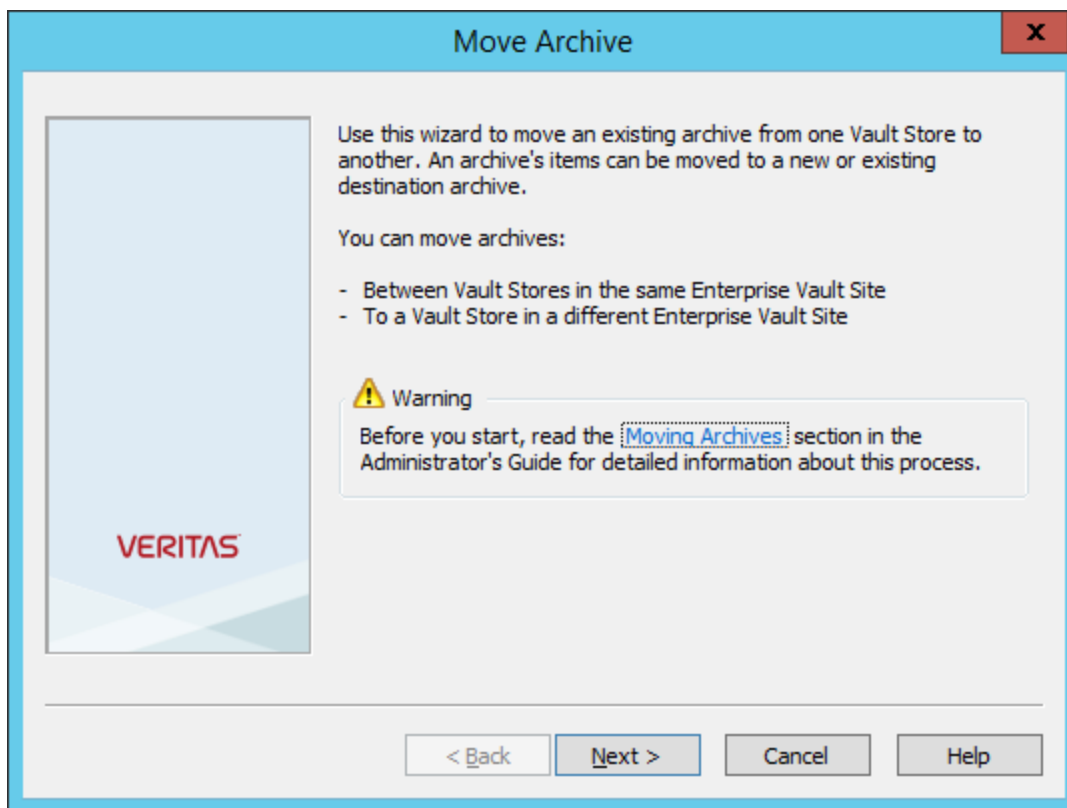 Move Archive
x
Use this wizard to move an existing archive from one Vault Store to
another. An archive's items can be moved to a new or existing
destination archive.
You can move archives:
- Between Vault Stores in the same Enterprise Vault Site
- To a Vault Store in a different Enterprise Vault Site
Warning
Before you start, read the Moving Archives section in the
Administrator's Guide for detailed information about this process.
VERITAS
< Back Next > Cancel Help